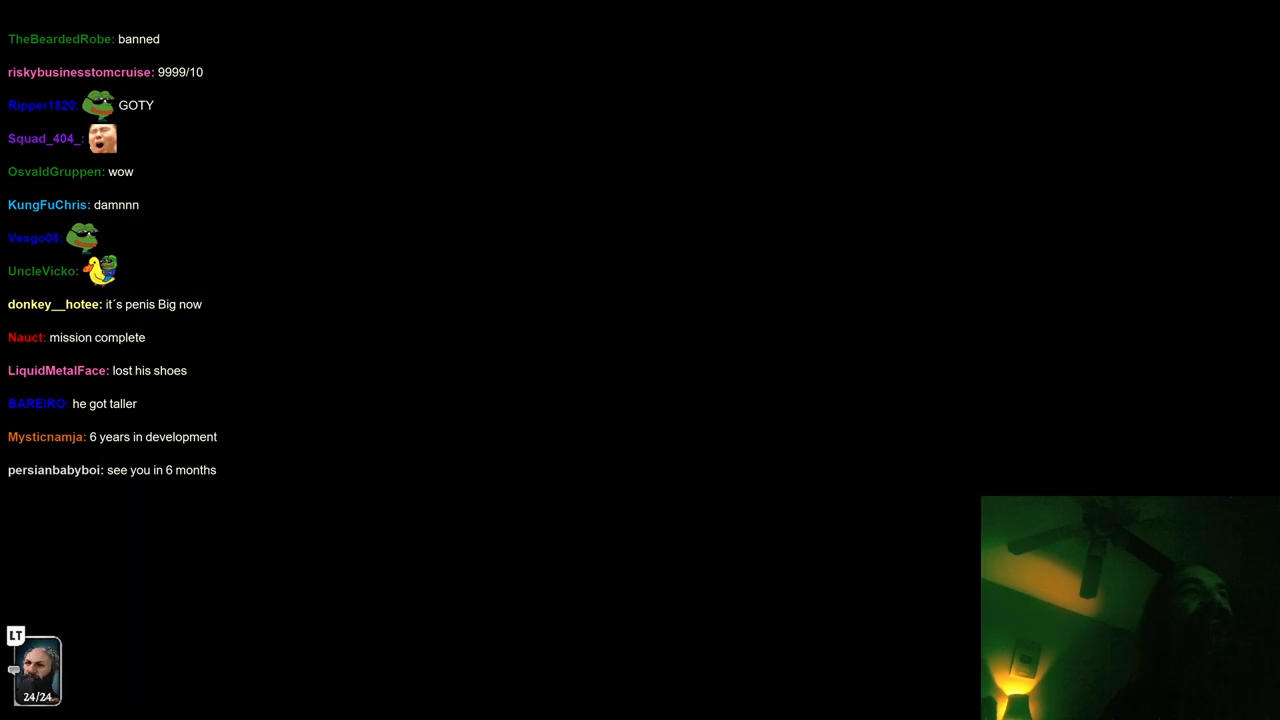 TheBeardedRobe: banned
riskybusinesstomcruise: 9999/10
Ripper1820: GOTY
Squad_404_:
OsvaldGruppen: wow
KungFuChris: damnnn
Vesgo08:
UncleVicko:
donkey__hotee: it´s penis Big now
Nauct: mission complete
LiquidMetalFace: lost his shoes
BAREIRO: he got taller
Mysticnamja: 6 years in development
persianbabyboi: see you in 6 months
LT
24/24